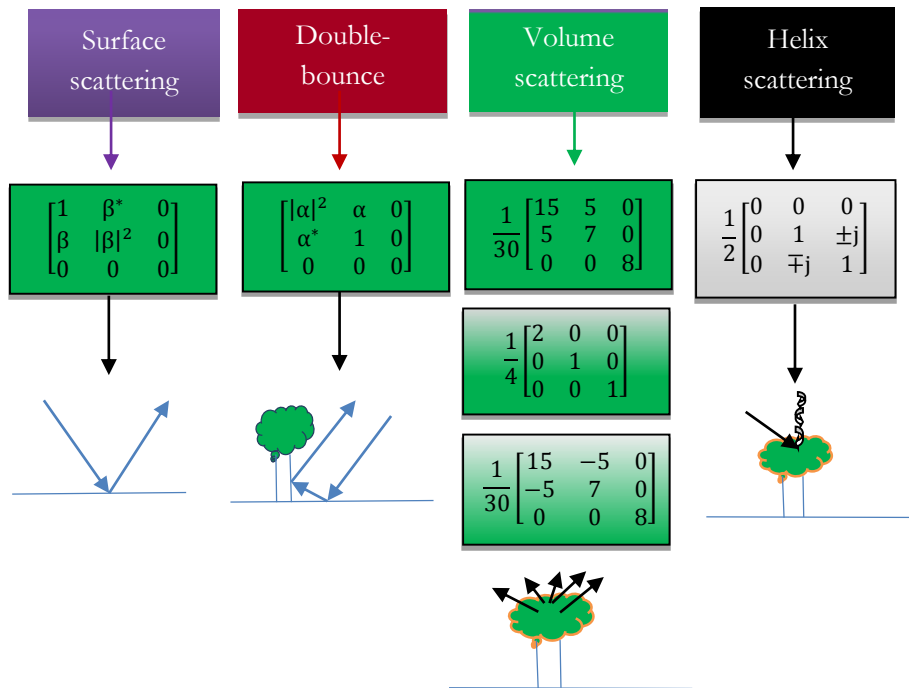 Surface
scattering
Double-
bounce
Volume
scattering
Helix
scattering
[1 β* 0]
[β |β|² 0]
[0 0 0]
[|α|² α 0]
[α* 1 0]
[0 0 0]
1/30 [15 5 0]
[5 7 0]
[0 0 8]
1/4 [2 0 0]
[0 1 0]
[0 0 1]
1/30 [15 −5 0]
[−5 7 0]
[0 0 8]
1/2 [0 0 0]
[0 1 ±j]
[0 ∓j 1]